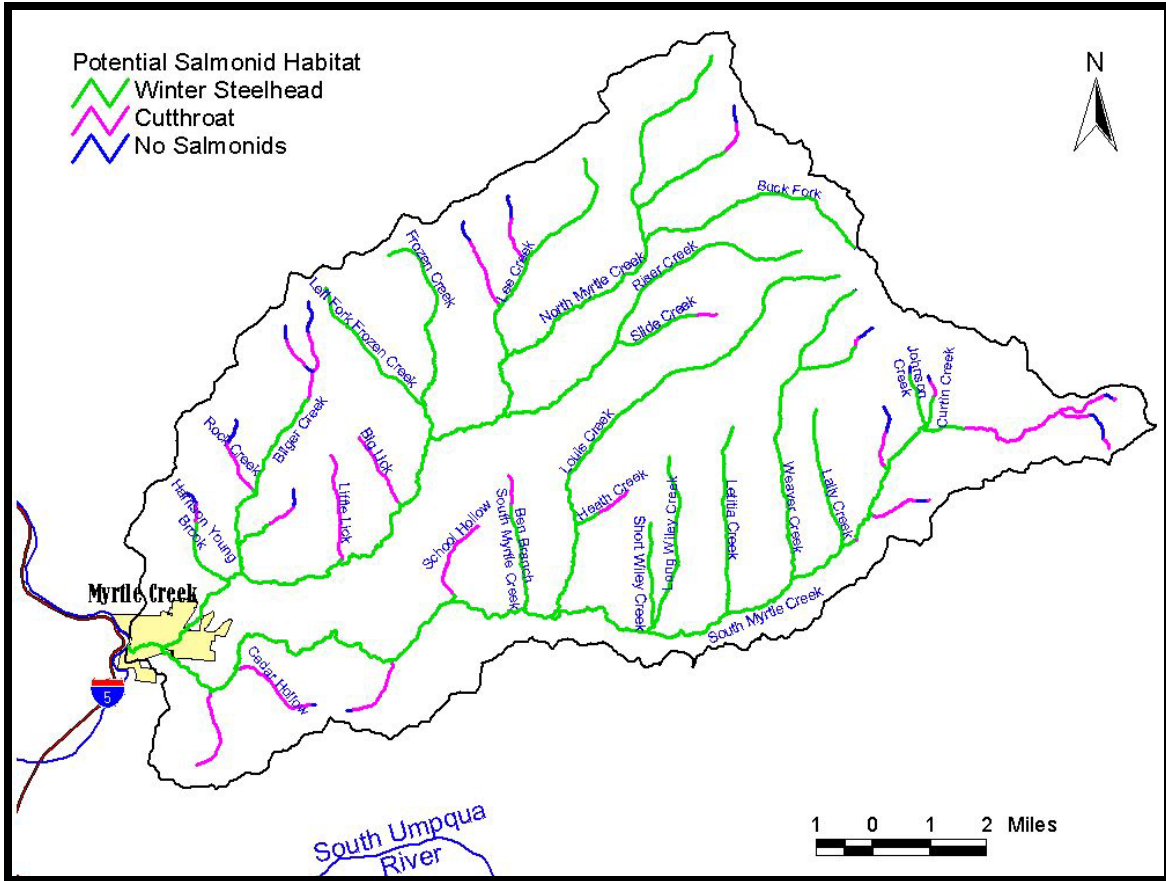 Potential Salmonid Habitat
Winter Steelhead
Cutthroat
No Salmonids
N
Buck Fork
Frozen Creek
Lee Creek
North Myrtle Creek
Riser Creek
Left Fork Frozen Creek
Slide Creek
Johnson
Creek
Curtin Creek
Rock Creek
Bilger Creek
Big Lick
Louis Creek
Little Lick
Harrison Young
Brook
School Hollow
Ben Branch
South Myrtle Creek
Heath Creek
Short Wiley Creek
Long Wiley Creek
Letitia Creek
Weaver Creek
Lally Creek
South Myrtle Creek
Myrtle Creek
Cedar Hollow
5
South Umpqua
River
1 0 1 2 Miles